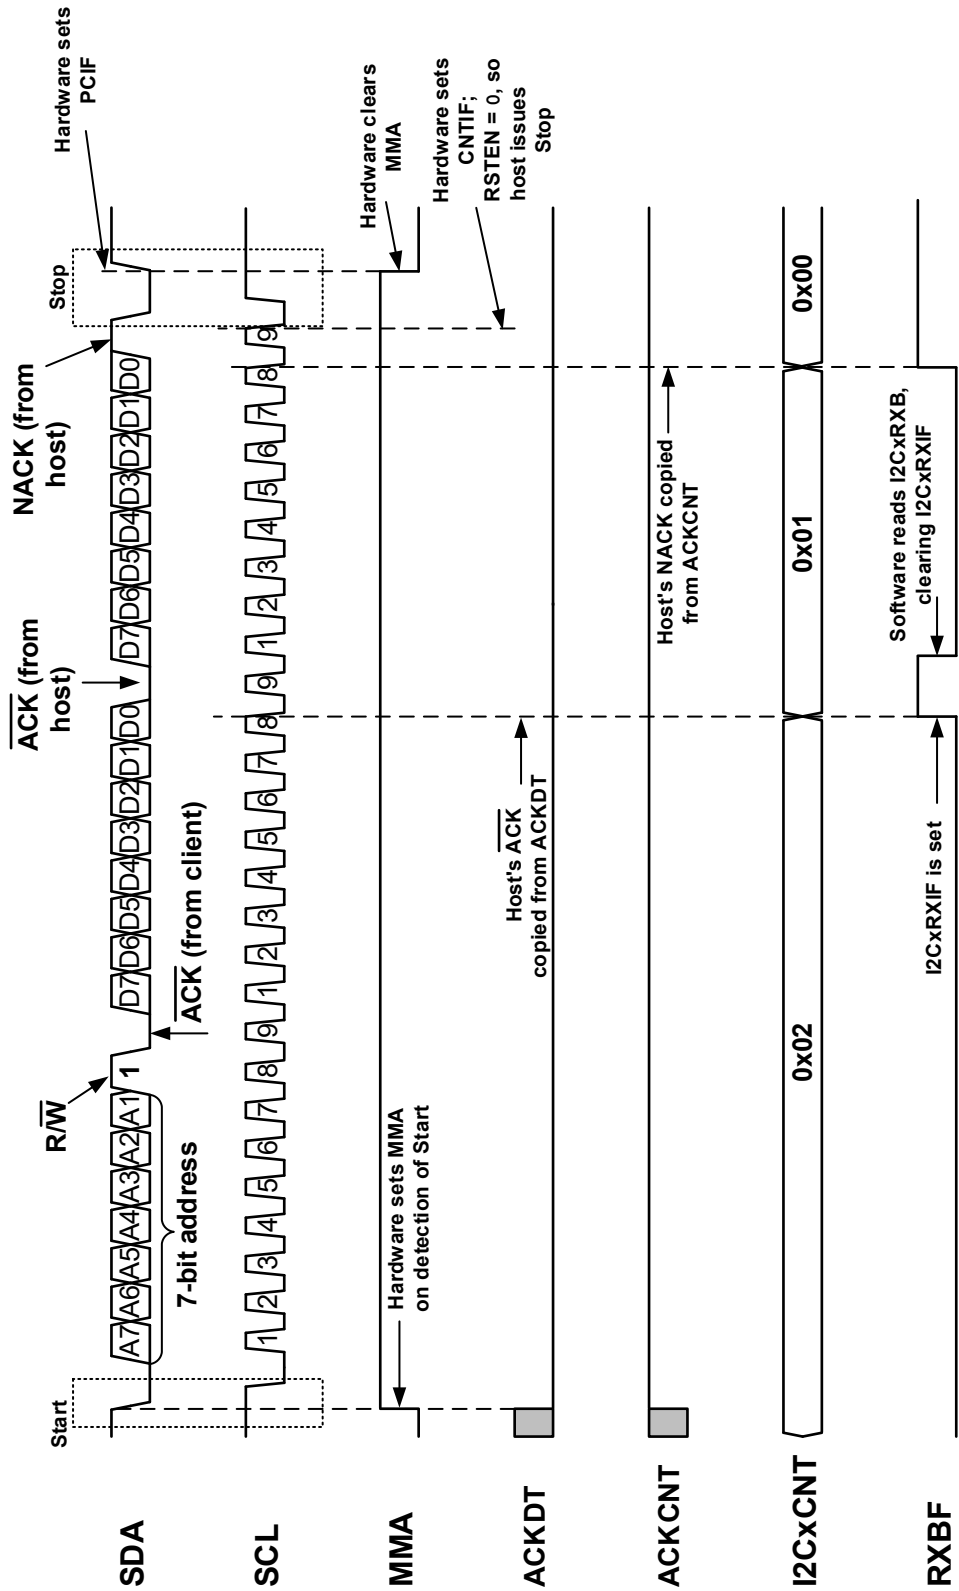 Hardware sets
PCIF
Stop
NACK (from
host)
ACK (from
host)
ACK (from client)
R/W
7-bit address
Start
SDA
A7 A6 A5 A4 A3 A2 A1 1 D7 D6 D5 D4 D3 D2 D1 D0 D7 D6 D5 D4 D3 D2 D1 D0
SCL
1 2 3 4 5 6 7 8 9 1 2 3 4 5 6 7 8 9 1 2 3 4 5 6 7 8 9
MMA
Hardware sets MMA
on detection of Start
Hardware clears
MMA
Hardware sets
CNTIF;
RSTEN = 0, so
host issues
Stop
ACKDT
Host's ACK
copied from ACKDT
ACKCNT
Host's NACK copied
from ACKCNT
I2CxCNT
0x02
0x01
0x00
RXBF
I2CxRXIF is set
Software reads I2CxRXB,
clearing I2CxRXIF